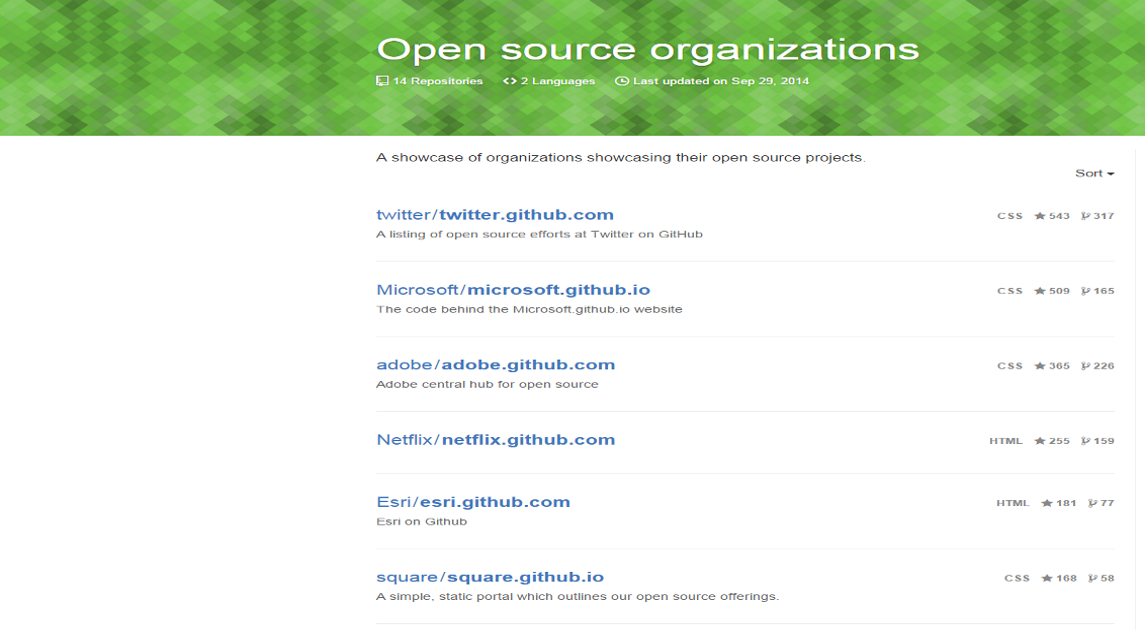 Open source organizations
14 Repositories 2 Languages Last updated on Sep 29, 2014
A showcase of organizations showcasing their open source projects.
Sort
twitter/twitter.github.com CSS 543 317
A listing of open source efforts at Twitter on GitHub
Microsoft/microsoft.github.io CSS 509 165
The code behind the Microsoft.github.io website
adobe/adobe.github.com CSS 365 226
Adobe central hub for open source
Netflix/netflix.github.com HTML 255 159
Esri/esri.github.com HTML 181 77
Esri on Github
square/square.github.io CSS 168 58
A simple, static portal which outlines our open source offerings.